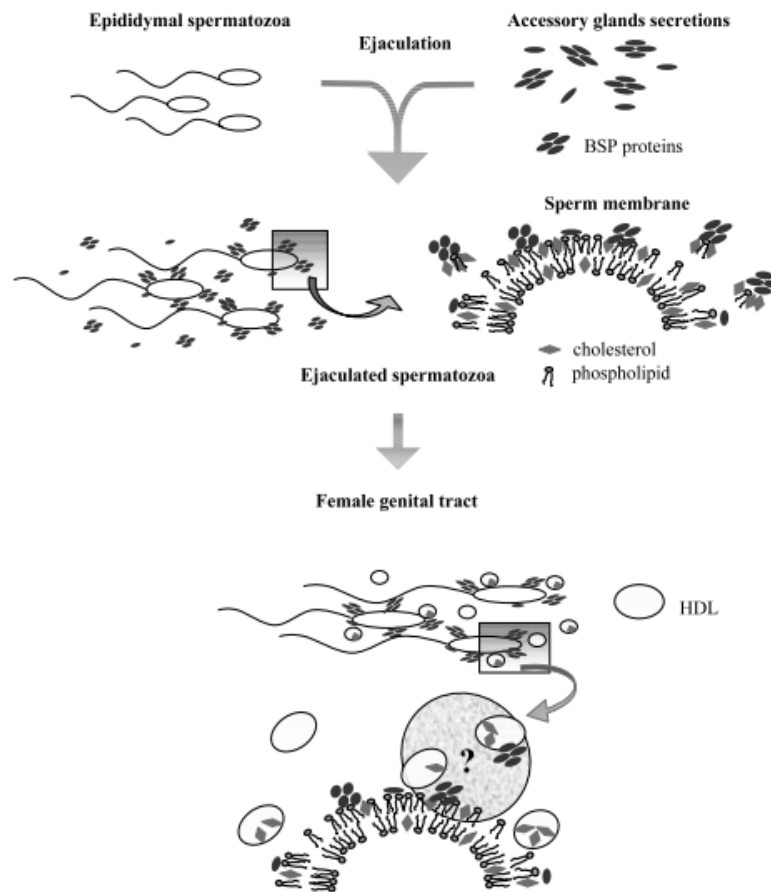 Epididymal spermatozoa
Accessory glands secretions
Ejaculation
BSP proteins
Sperm membrane
cholesterol
phospholipid
Ejaculated spermatozoa
Female genital tract
HDL
?